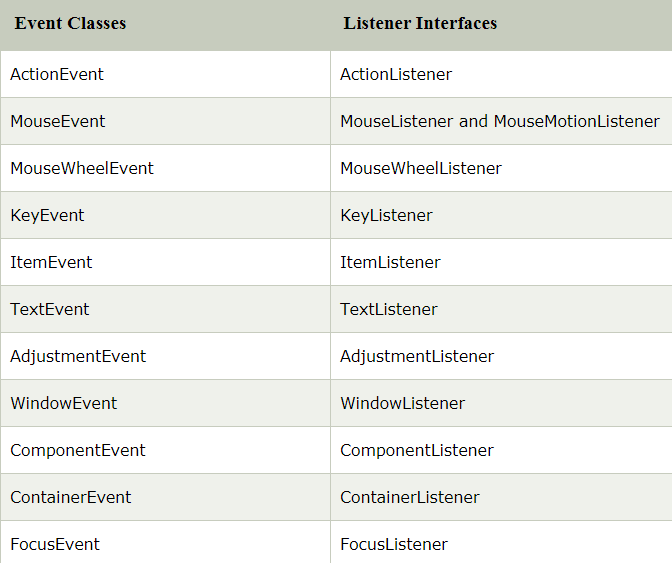 Event Classes Listener Interfaces
ActionEvent ActionListener
MouseEvent MouseListener and MouseMotionListener
MouseWheelEvent MouseWheelListener
KeyEvent KeyListener
ItemEvent ItemListener
TextEvent TextListener
AdjustmentEvent AdjustmentListener
WindowEvent WindowListener
ComponentEvent ComponentListener
ContainerEvent ContainerListener
FocusEvent FocusListener